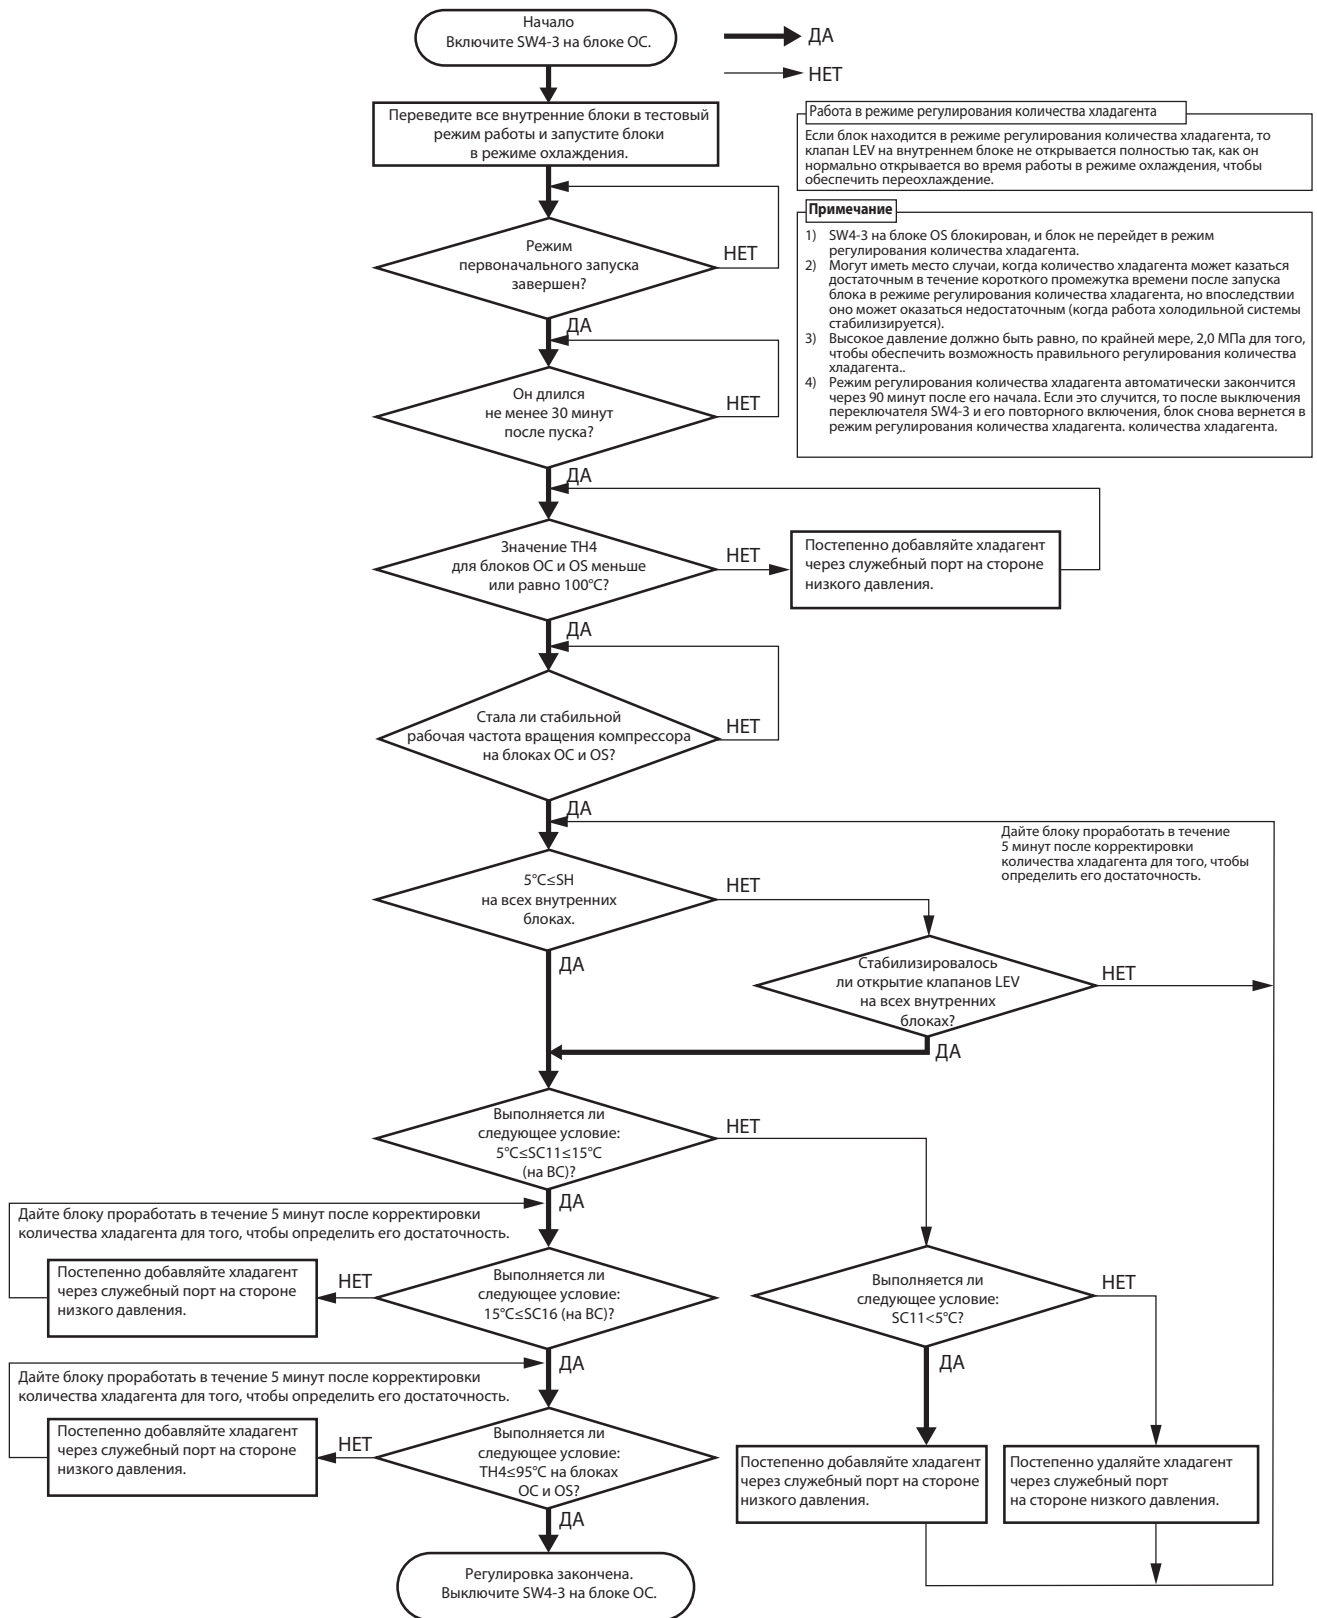 Начало
Включите SW4-3 на блоке OC.
ДА
НЕТ
Переведите все внутренние блоки в тестовый
режим работы и запустите блоки
в режиме охлаждения.
Работа в режиме регулирования количества хладагента
Если блок находится в режиме регулирования количества хладагента, то
клапан LEV на внутреннем блоке не открывается полностью так, как он
нормально открывается во время работы в режиме охлаждения, чтобы
обеспечить переохлаждение.
Примечание
1) SW4-3 на блоке OS блокирован, и блок не перейдет в режим
регулирования количества хладагента.
2) Могут иметь место случаи, когда количество хладагента может казаться
достаточным в течение короткого промежутка времени после запуска
блока в режиме регулирования количества хладагента, но впоследствии
оно может оказаться недостаточным (когда работа холодильной системы
стабилизируется).
3) Высокое давление должно быть равно, по крайней мере, 2,0 МПа для того,
чтобы обеспечить возможность правильного регулирования количества
хладагента..
4) Режим регулирования количества хладагента автоматически закончится
через 90 минут после его начала. Если это случится, то после выключения
переключателя SW4-3 и его повторного включения, блок снова вернется в
режим регулирования количества хладагента. количества хладагента.
Режим
первоначального запуска
завершен?
НЕТ
ДА
Он длился
не менее 30 минут
после пуска?
НЕТ
ДА
Значение TH4
для блоков OC и OS меньше
или равно 100°C?
НЕТ
Постепенно добавляйте хладагент
через служебный порт на стороне
низкого давления.
ДА
Стала ли стабильной
рабочая частота вращения компрессора
на блоках OC и OS?
НЕТ
ДА
Дайте блоку проработать в течение
5 минут после корректировки
количества хладагента для того, чтобы
определить его достаточность.
5°C≤SH
на всех внутренних
блоках.
НЕТ
ДА
Стабилизировалось
ли открытие клапанов LEV
на всех внутренних
блоках?
НЕТ
ДА
Выполняется ли
следующее условие:
5°C≤SC11≤15°C
(на BC)?
НЕТ
ДА
Дайте блоку проработать в течение 5 минут после корректировки
количества хладагента для того, чтобы определить его достаточность.
Постепенно добавляйте хладагент
через служебный порт на стороне
низкого давления.
НЕТ
Выполняется ли
следующее условие:
15°C≤SC16 (на BC)?
Выполняется ли
следующее условие:
SC11<5°C?
НЕТ
ДА
ДА
Дайте блоку проработать в течение 5 минут после корректировки
количества хладагента для того, чтобы определить его достаточность.
Постепенно добавляйте хладагент
через служебный порт на стороне
низкого давления.
НЕТ
Выполняется ли
следующее условие:
TH4≤95°C на блоках
OC и OS?
Постепенно добавляйте хладагент
через служебный порт на стороне
низкого давления.
Постепенно удаляйте хладагент
через служебный порт
на стороне низкого давления.
ДА
Регулировка закончена.
Выключите SW4-3 на блоке OC.